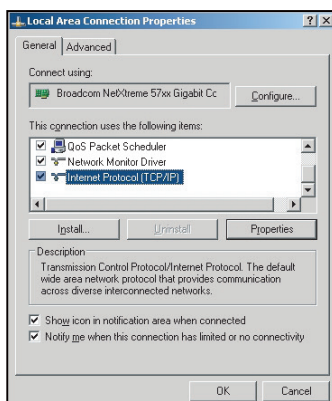 Local Area Connection Properties
General Advanced
Connect using:
Broadcom NetXtreme 57xx Gigabit Cc
Configure...
This connection uses the following items:
QoS Packet Scheduler
Network Monitor Driver
Internet Protocol (TCP/IP)
Install... Uninstall Properties
Description
Transmission Control Protocol/Internet Protocol. The default
wide area network protocol that provides communication
across diverse interconnected networks.
Show icon in notification area when connected
Notify me when this connection has limited or no connectivity
OK Cancel